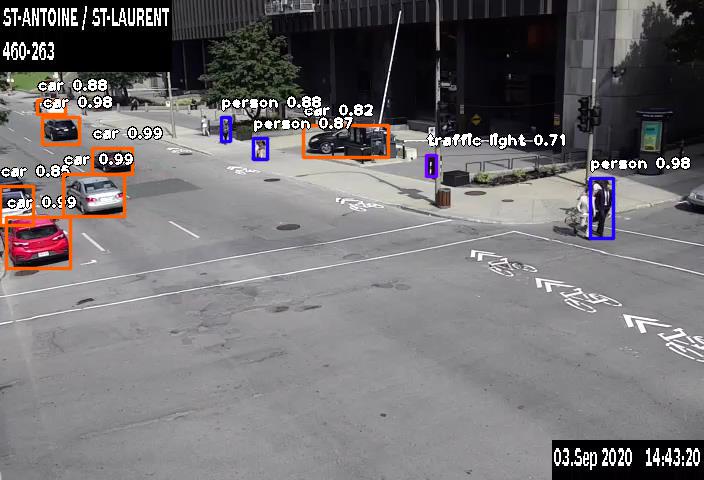 ST-ANTOINE / ST-LAURENT
460-263
car 0.88
car 0.98
person 0.88
car 0.82
person 0.87
car 0.99
traffic light 0.71
car 0.99
person 0.98
car 0.85
car 0.99
03.Sep 2020 14:43:20